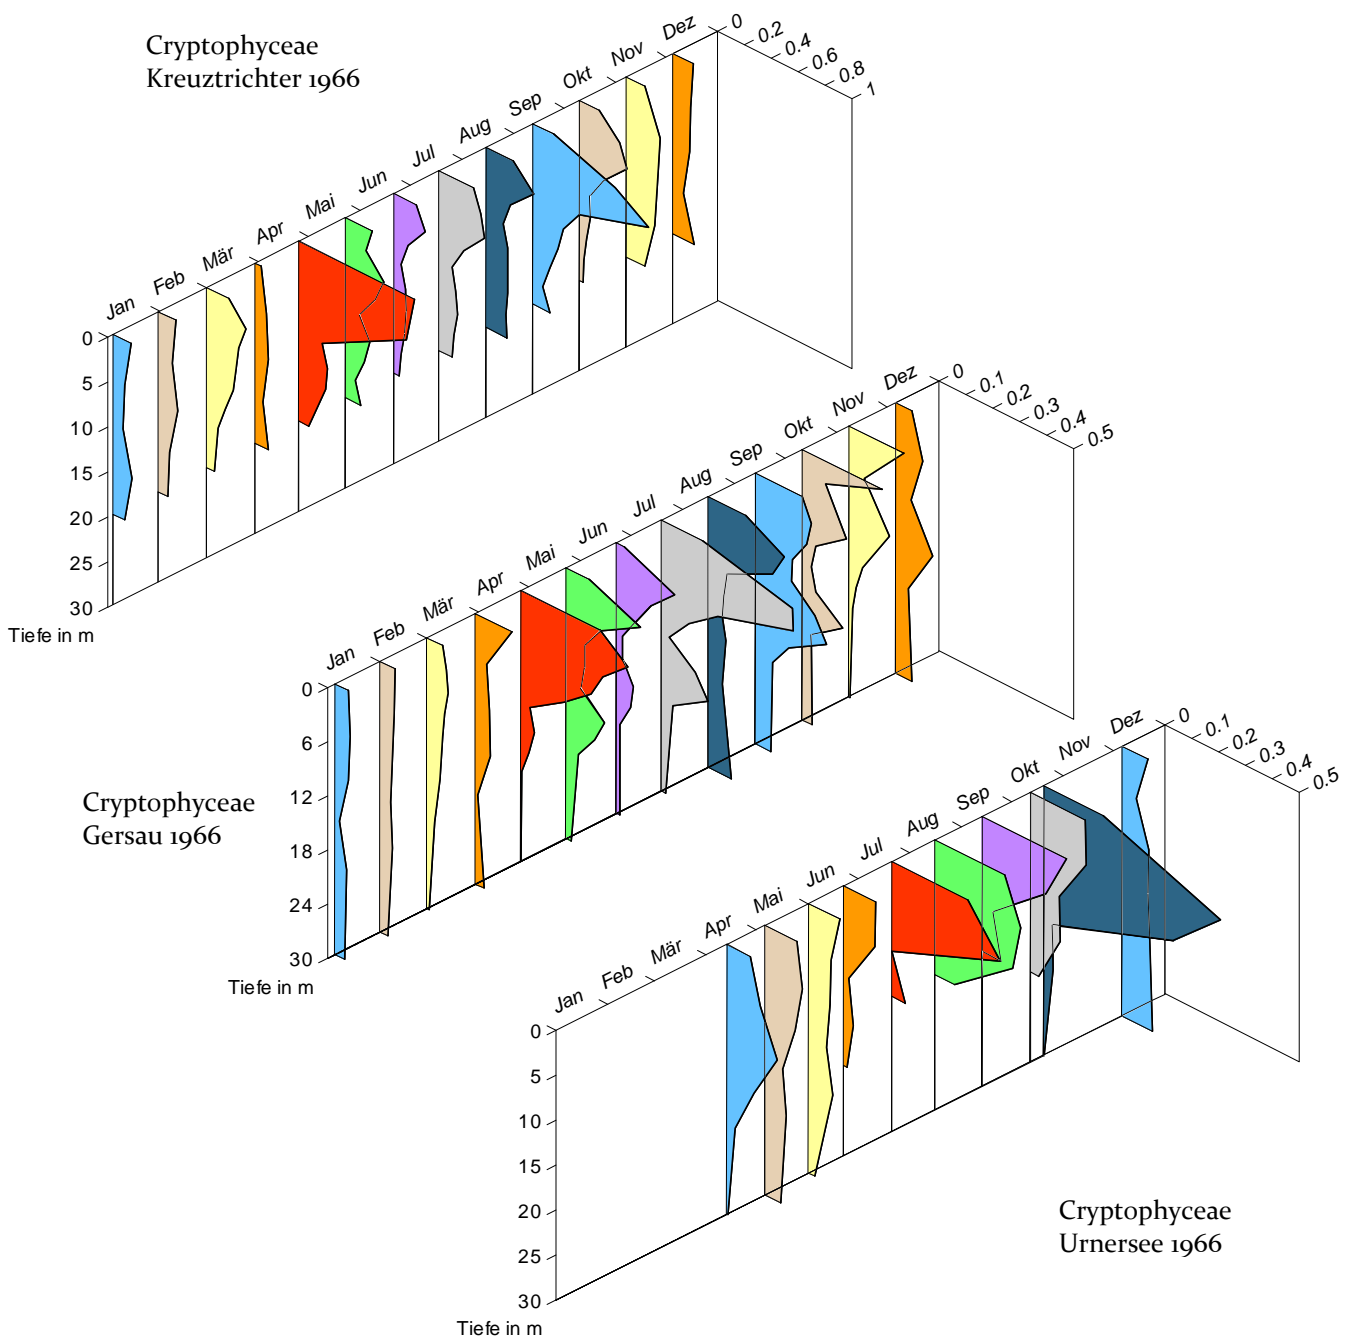 Cryptophyceae
Kreuztrichter 1966
Jan
Feb
Mär
Apr
Mai
Jun
Jul
Aug
Sep
Okt
Nov
Dez
0
0.2
0.4
0.6
0.8
1
0
5
10
15
20
25
30
Tiefe in m
Cryptophyceae
Gersau 1966
Jan
Feb
Mär
Apr
Mai
Jun
Jul
Aug
Sep
Okt
Nov
Dez
0
0.1
0.2
0.3
0.4
0.5
0
6
12
18
24
30
Tiefe in m
Jan
Feb
Mär
Apr
Mai
Jun
Jul
Aug
Sep
Okt
Nov
Dez
0
0.1
0.2
0.3
0.4
0.5
0
5
10
15
20
25
30
Tiefe in m
Cryptophyceae
Urnersee 1966